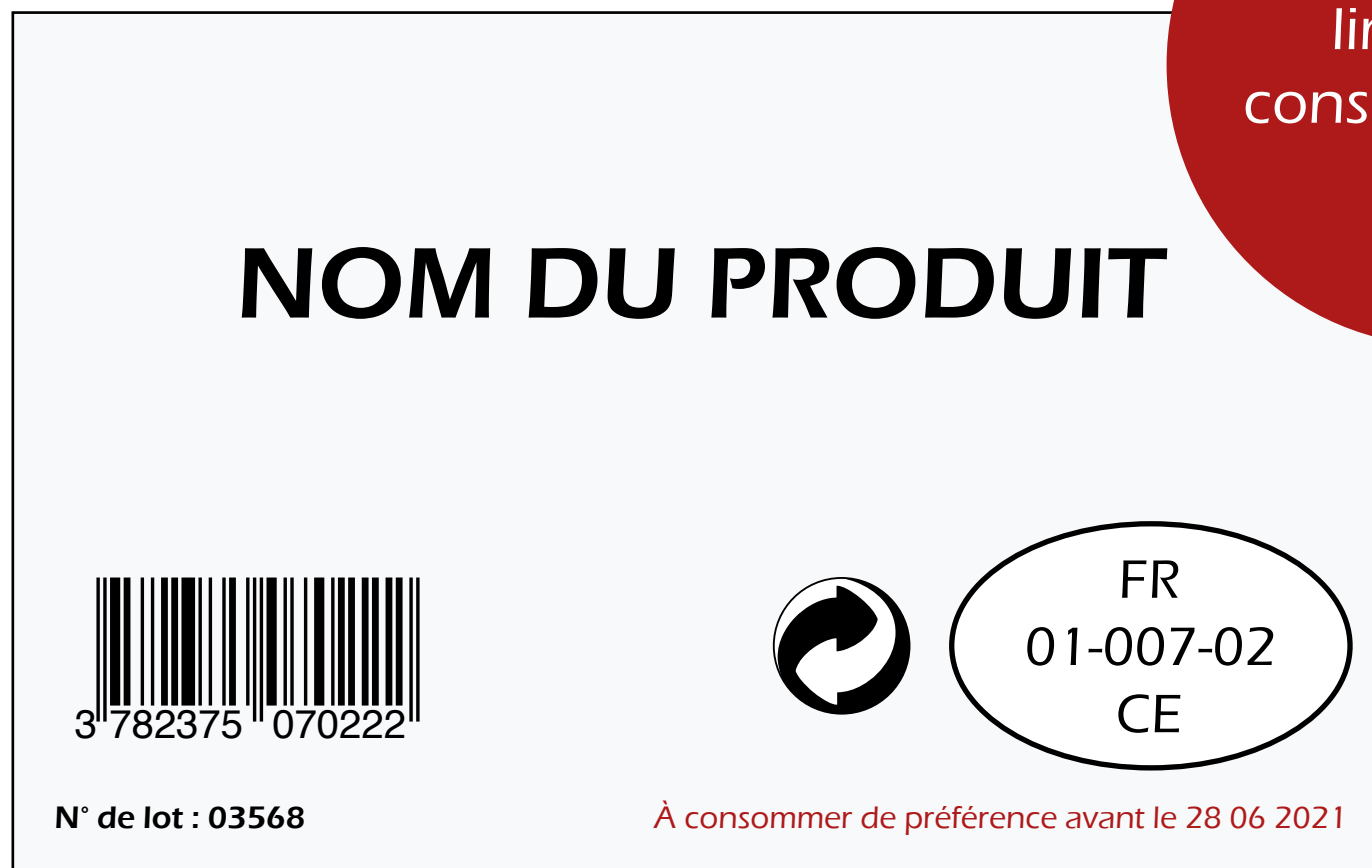 NOM DU PRODUIT
FR
01-007-02
CE
3 782375 070222
N° de lot : 03568
À consommer de préférence avant le 28 06 2021